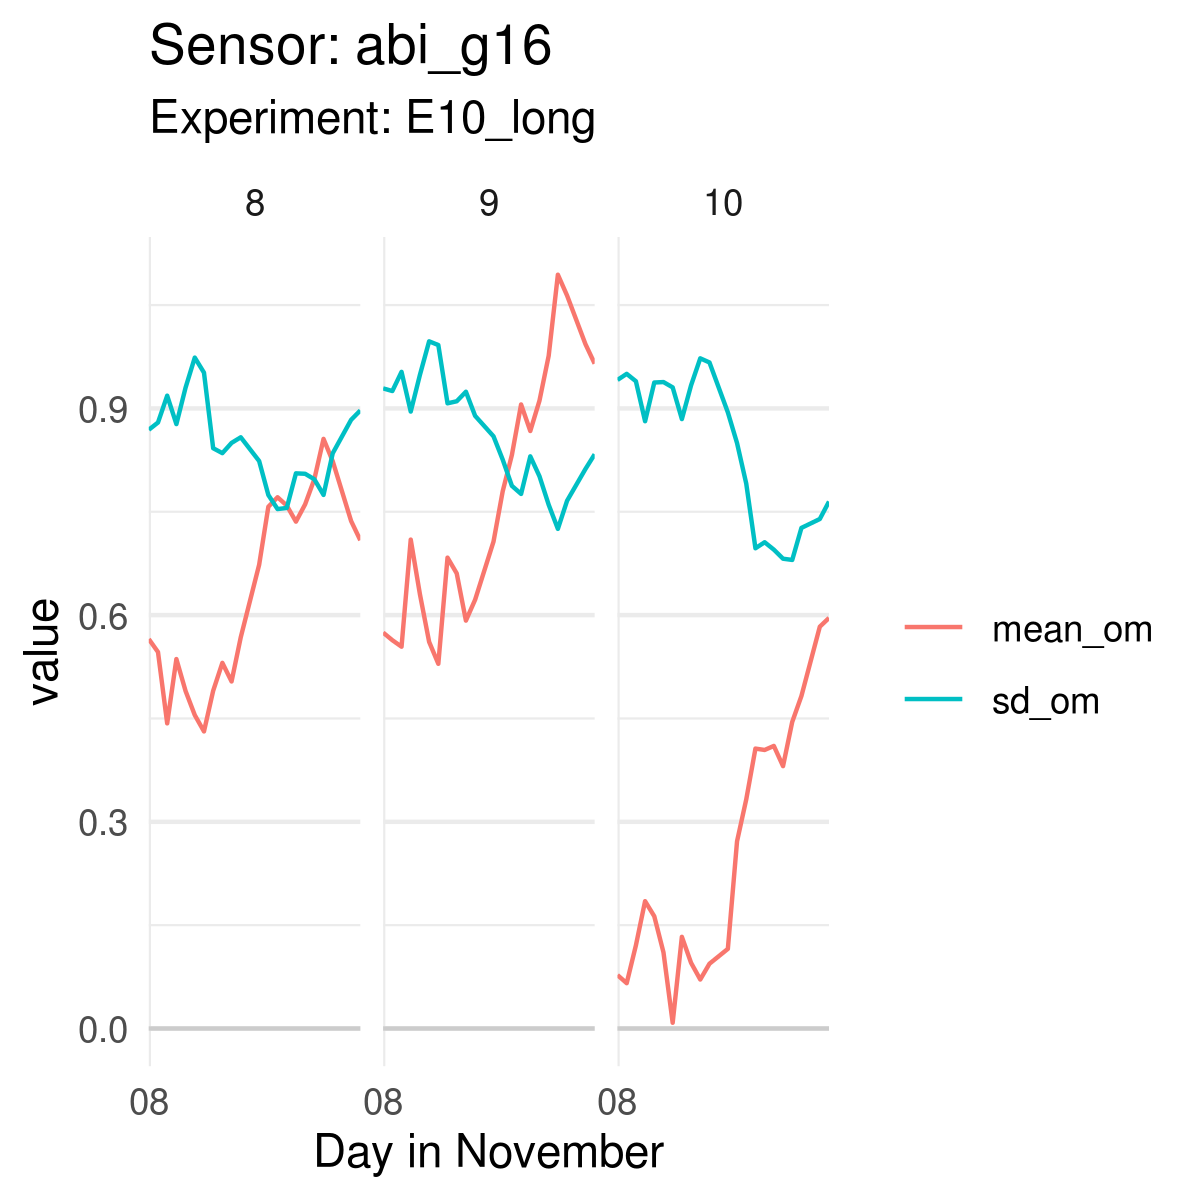 Sensor: abi_g16
Experiment: E10_long
8 9 10
0.9
0.6
0.3
0.0
value
mean_om
sd_om
08 08 08
Day in November